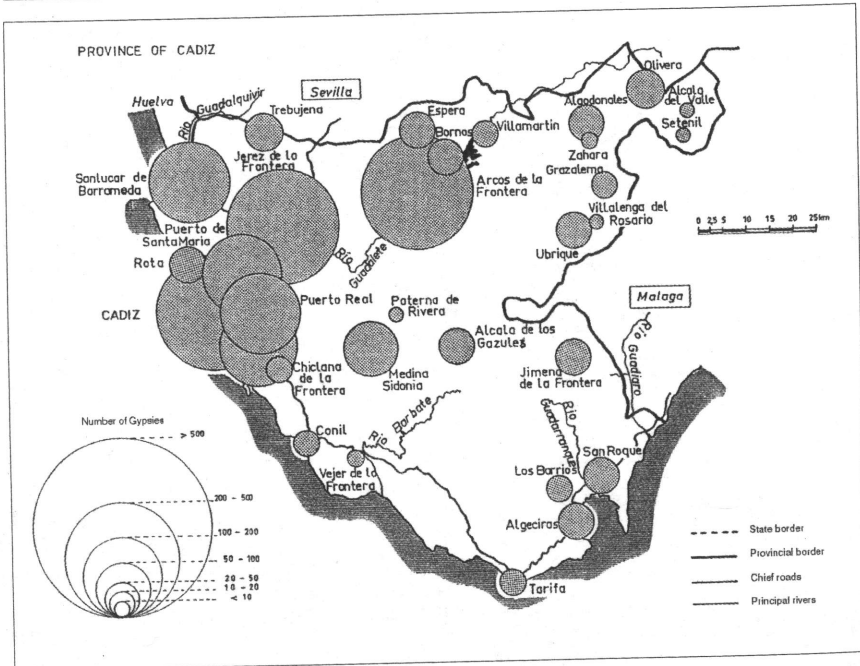 PROVINCE OF CADIZ
Huelva
Rio Guadalquivir
Trebujena
Sevilla
Espera
Bornos
Villamartin
Olivera
Algodonales
Alcala
del Valle
Setenil
Zahara
Grazalema
Jerez de la
Frontera
Sanlucar de
Barrameda
Arcos de la
Frontera
Villalenga del
Rosario
Ubrique
0 2,5 5 10 15 20 25km
Puerto de
SantaMaria
Rota
Rio
Guadalete
CADIZ
Puerto Real
Paterna de
Rivera
Malaga
Rio Guadiaro
Alcala de los
Gazules
Medina
Sidonia
Jimena
de la Frontera
Chiclana
de la
Frontera
Conil
Rio Barbate
Vejer de la
Frontera
Rio
Guadarranque
San Roque
Los Barrios
Algeciras
Tarifa
Number of Gypsies
> 500
200 - 500
100 - 200
50 - 100
20 - 50
10 - 20
< 10
State border
Provincial border
Chief roads
Principal rivers